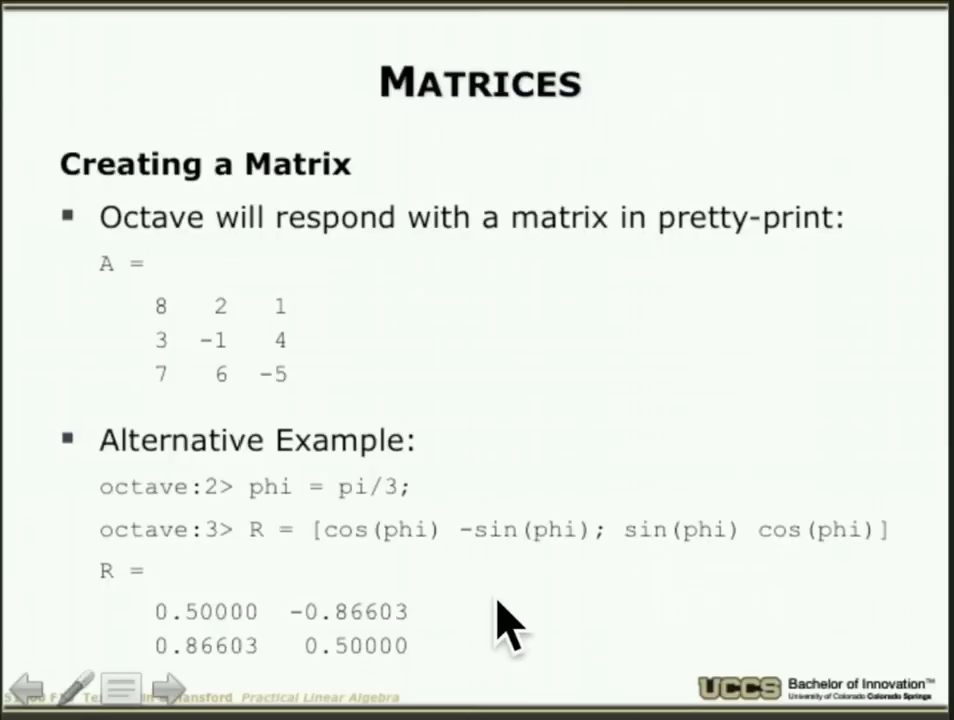 MATRICES
Creating a Matrix
▪ Octave will respond with a matrix in pretty-print:
A =
8 2 1
3 -1 4
7 6 -5
▪ Alternative Example:
octave:2> phi = pi/3;
octave:3> R = [cos(phi) -sin(phi); sin(phi) cos(phi)]
R =
0.50000 -0.86603
0.86603 0.50000
Practical Linear Algebra
UCCS Bachelor of Innovation™
University of Colorado Colorado Springs